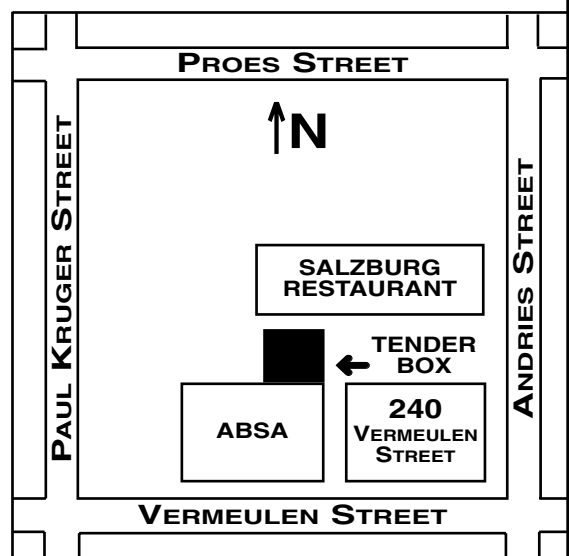 PROES STREET
N
PAUL KRUGER STREET
ANDRIES STREET
SALZBURG
RESTAURANT
TENDER
BOX
ABSA
240
VERMEULEN
STREET
VERMEULEN STREET